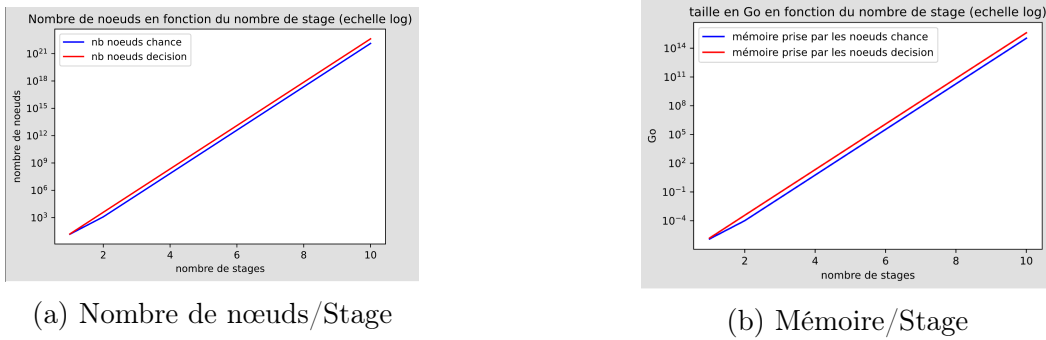 Nombre de noeuds en fonction du nombre de stage (echelle log)
nb noeuds chance
nb noeuds decision
10^21
10^18
10^15
10^12
10^9
10^6
10^3
nombre de noeuds
2 4 6 8 10
nombre de stages
(a) Nombre de nœuds/Stage
taille en Go en fonction du nombre de stage (echelle log)
mémoire prise par les noeuds chance
mémoire prise par les noeuds decision
10^14
10^11
10^8
10^5
10^2
10^−1
10^−4
Go
2 4 6 8 10
nombre de stages
(b) Mémoire/Stage